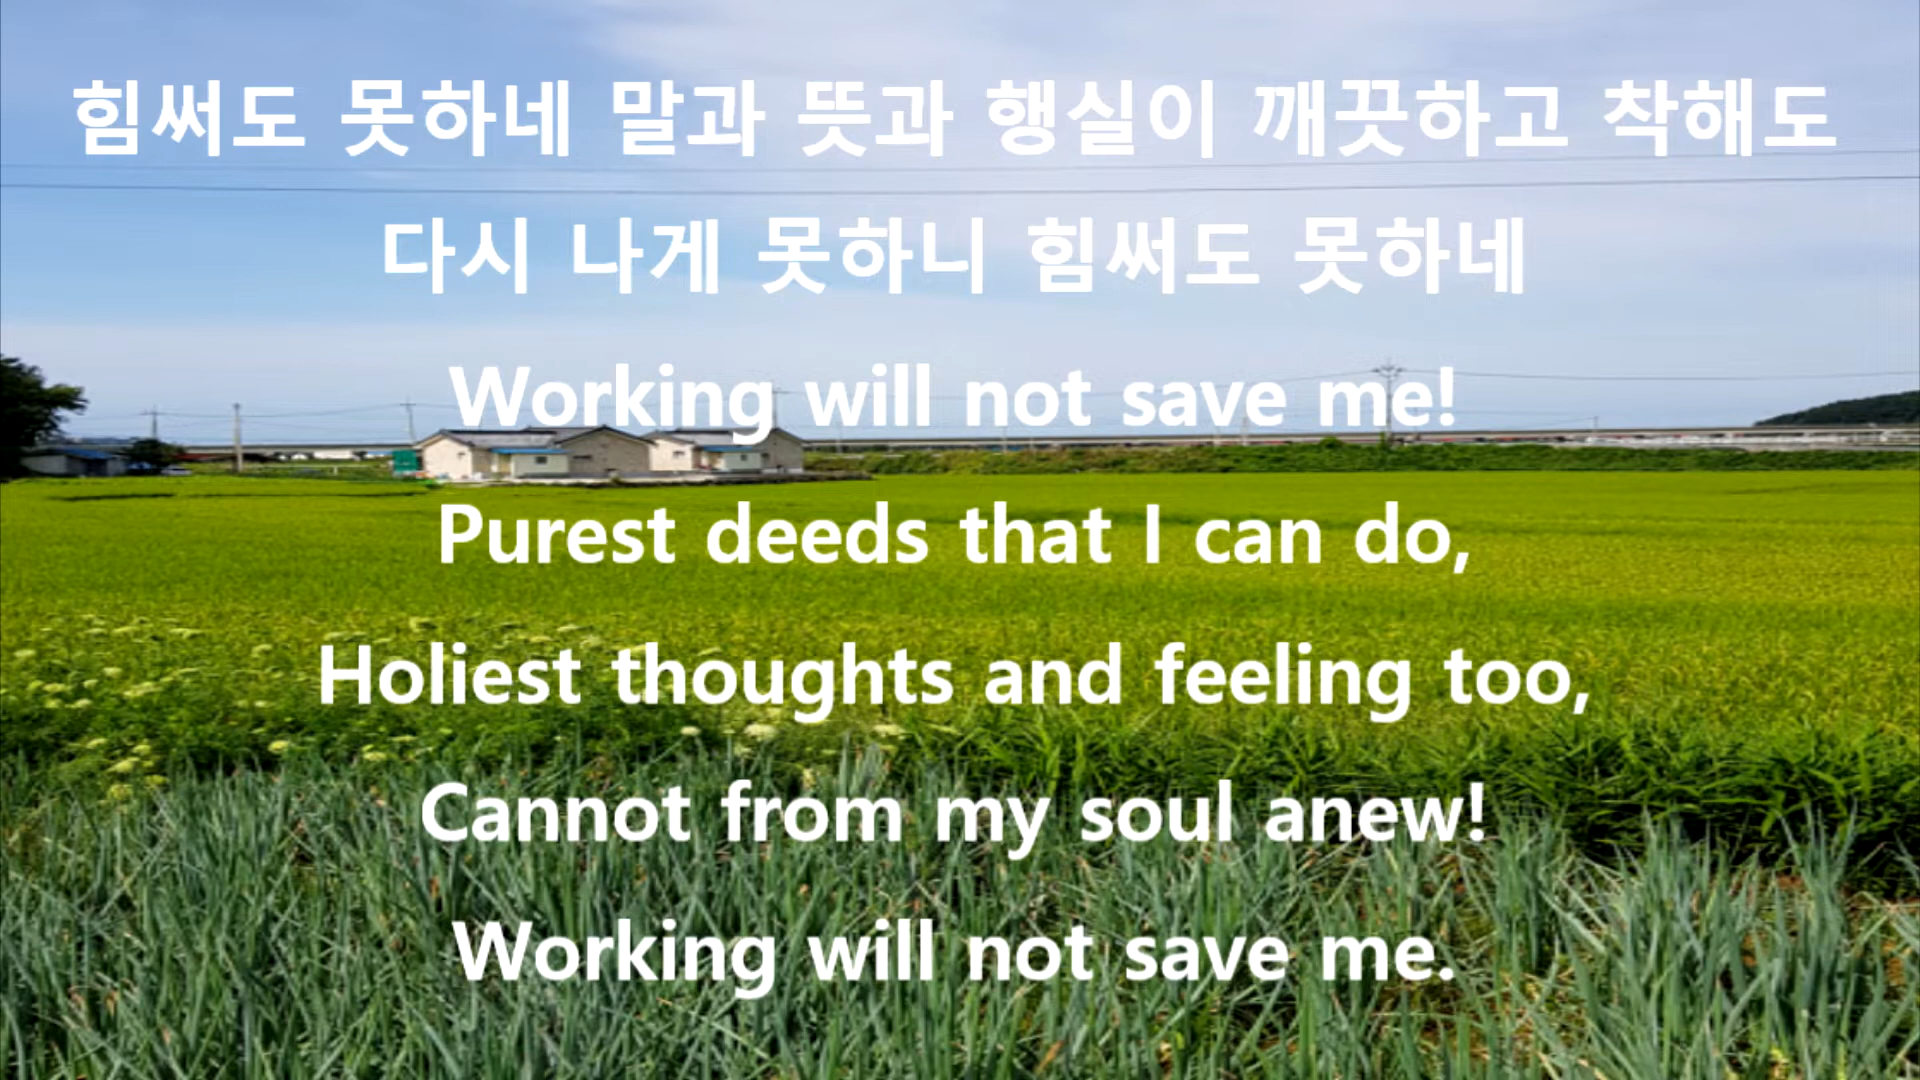 힘써도 못하네 말과 뜻과 행실이 깨끗하고 착해도
다시 나게 못하니 힘써도 못하네
Working will not save me!
Purest deeds that I can do,
Holiest thoughts and feeling too,
Cannot from my soul anew!
Working will not save me.